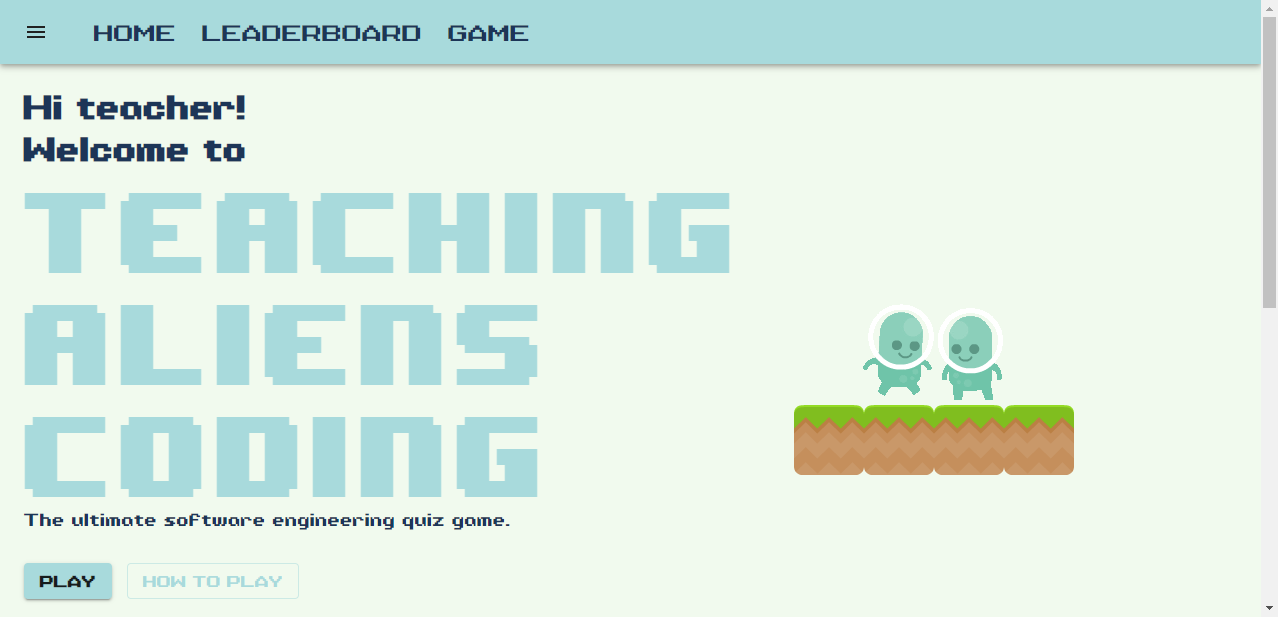 HOME LEADERBOARD GAME
Hi teacher!
Welcome to
TEACHING
ALIENS
CODING
The ultimate software engineering quiz game.
PLAY HOW TO PLAY